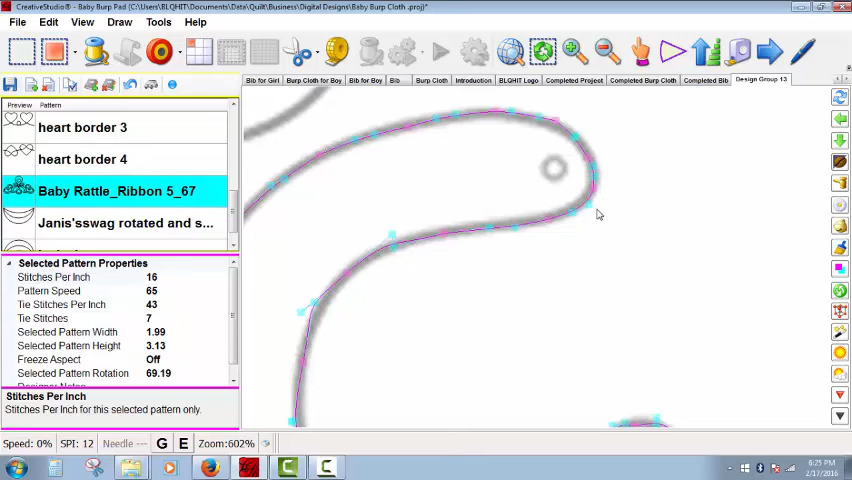 CreativeStudio® - Baby Burp Pad (C:\Users\BLQHIT\Documents\Data\Quilt\Business\Digital Designs\Baby Burp Cloth .proj)*
File Edit View Draw Tools Help
Bib for Girl Burp Cloth for Boy Bib for Boy Bib Burp Cloth Introduction BLQHIT Logo Completed Project Completed Burp Cloth Completed Bib Design Group 13
Preview Pattern
heart border 3
heart border 4
Baby Rattle_Ribbon 5_67
Janis'sswag rotated and s...
Selected Pattern Properties
Stitches Per Inch 16
Pattern Speed 65
Tie Stitches Per Inch 43
Tie Stitches 7
Selected Pattern Width 1.99
Selected Pattern Height 3.13
Freeze Aspect Off
Selected Pattern Rotation 69.19
Designer Notes
Stitches Per Inch
Stitches Per Inch for this selected pattern only.
Speed: 0% SPI: 12 Needle --- G E Zoom:602%
6:25 PM
2/17/2016